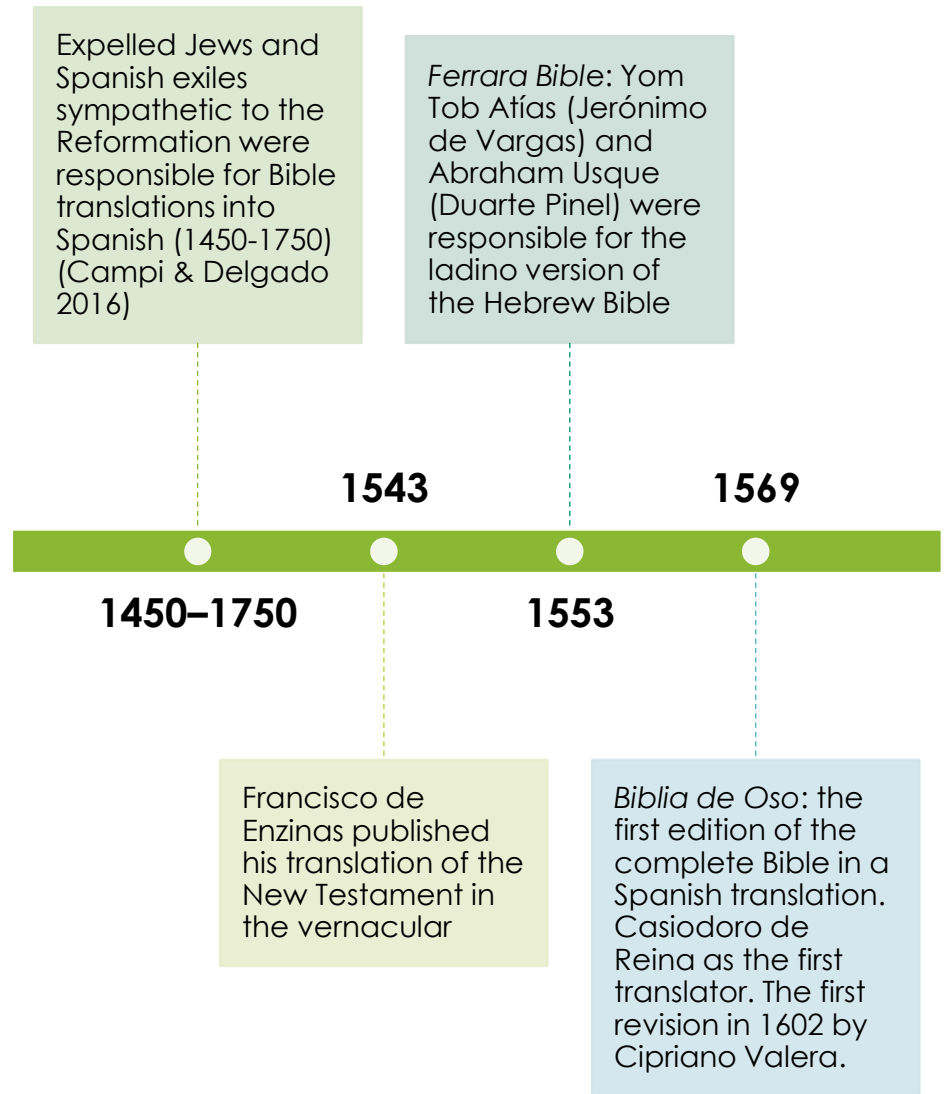 Expelled Jews and
Spanish exiles
sympathetic to the
Reformation were
responsible for Bible
translations into
Spanish (1450-1750)
(Campi & Delgado
2016)
Ferrara Bible: Yom
Tob Atías (Jerónimo
de Vargas) and
Abraham Usque
(Duarte Pinel) were
responsible for the
ladino version of
the Hebrew Bible
1543
1569
1450–1750
1553
Francisco de
Enzinas published
his translation of the
New Testament in
the vernacular
Biblia de Oso: the
first edition of the
complete Bible in a
Spanish translation.
Casiodoro de
Reina as the first
translator. The first
revision in 1602 by
Cipriano Valera.